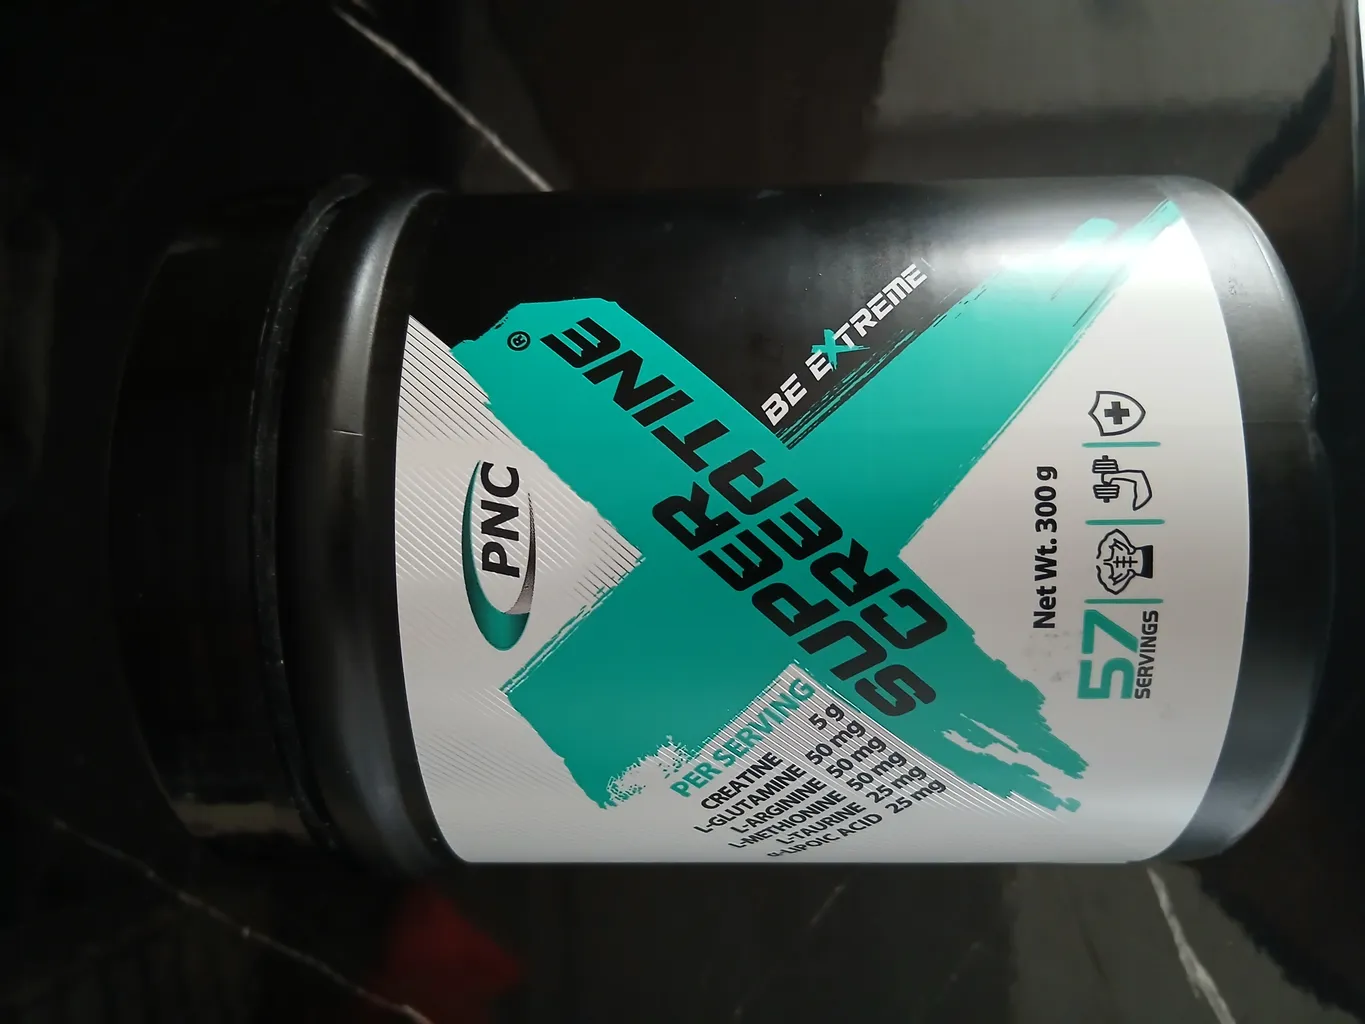 PNC
SUPER
CREATINE®
BE EXTREME
PER SERVING
CREATINE 5 g
L-GLUTAMINE 50 mg
L-ARGININE 50 mg
L-METHIONINE 50 mg
L-TAURINE 25 mg
α-LIPOIC ACID 25 mg
Net Wt. 300 g
57
SERVINGS